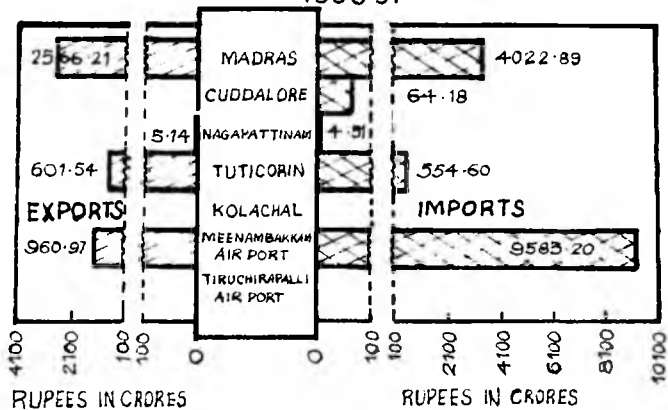 2566.21 MADRAS 4022.89
CUDDALORE 64.18
5.14 NAGAPATTINAM 4.51
601.54 TUTICORIN 554.60
EXPORTS KOLACHAL IMPORTS
960.97 MEENAMBAKKAM AIR PORT 9583.20
TIRUCHIRAPALLI AIR PORT
4100 2100 100 100 0 0 100 100 2100 4100 6100 8100 10100
RUPEES IN CRORES RUPEES IN CRORES